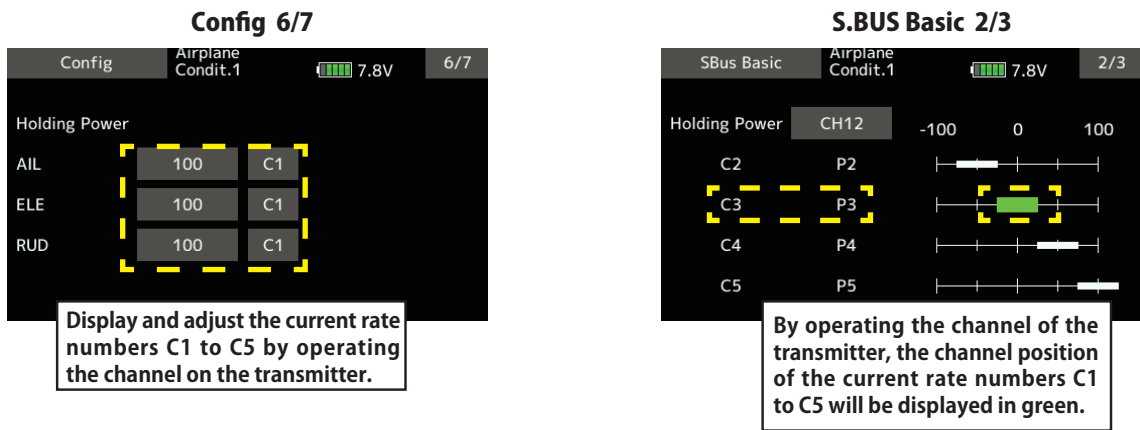 Config 6/7
Config
Airplane
Condit.1
7.8V
6/7
Holding Power
AIL 100 C1
ELE 100 C1
RUD 100 C1
Display and adjust the current rate
numbers C1 to C5 by operating
the channel on the transmitter.
S.BUS Basic 2/3
SBus Basic
Airplane
Condit.1
7.8V
2/3
Holding Power CH12 -100 0 100
C2 P2
C3 P3
C4 P4
C5 P5
By operating the channel of the
transmitter, the channel position
of the current rate numbers C1
to C5 will be displayed in green.